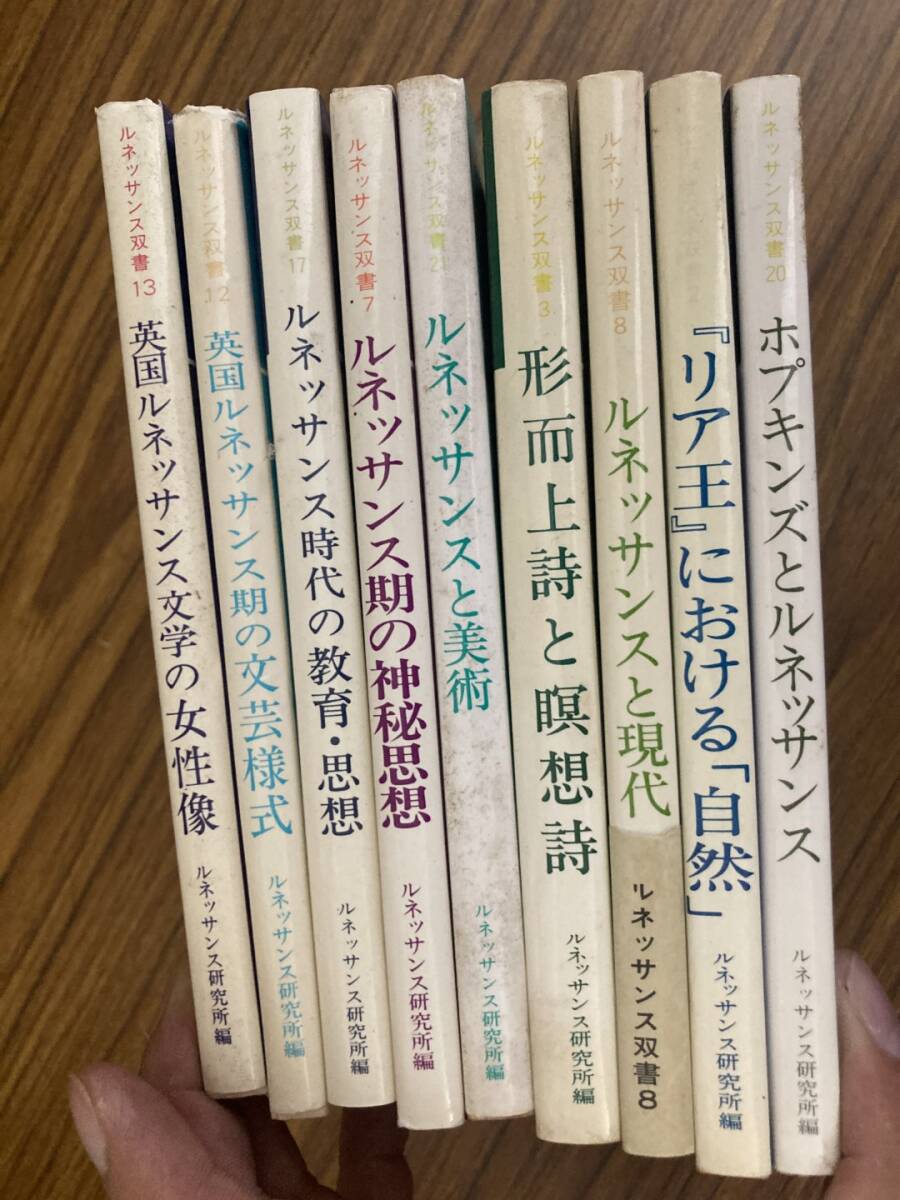 ルネッサンス双書 13
英国ルネッサンス文学の女性像
ルネッサンス研究所編
ルネッサンス双書 12
英国ルネッサンス期の文芸様式
ルネッサンス研究所編
ルネッサンス双書 17
ルネッサンス時代の教育・思想
ルネッサンス研究所編
ルネッサンス双書 7
ルネッサンス期の神秘思想
ルネッサンス研究所編
ルネッサンス双書
ルネッサンスと美術
ルネッサンス研究所編
ルネッサンス双書 3
形而上詩と瞑想詩
ルネッサンス研究所編
ルネッサンス双書 8
ルネッサンスと現代
ルネッサンス双書 8
『リア王』における「自然」
ルネッサンス研究所編
ルネッサンス双書 20
ホプキンズとルネッサンス
ルネッサンス研究所編